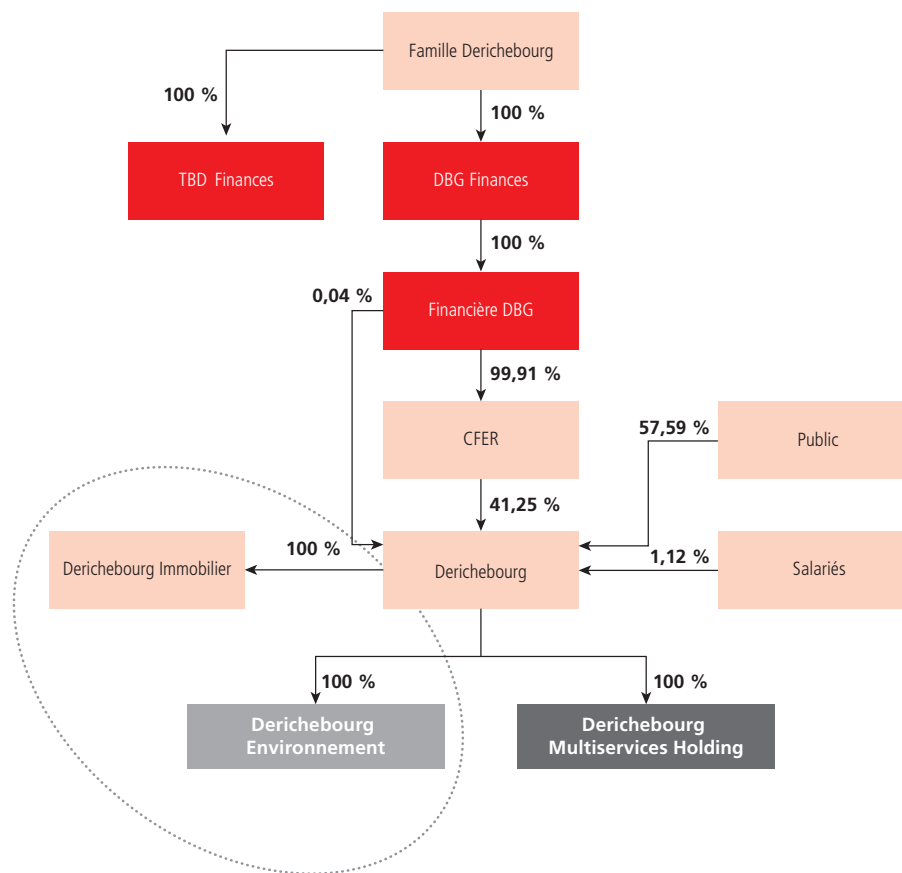 Famille Derichebourg
100 %
100 %
TBD Finances
DBG Finances
100 %
0,04 %
Financière DBG
99,91 %
CFER
57,59 %
Public
41,25 %
Derichebourg Immobilier
100 %
Derichebourg
1,12 %
Salariés
100 %
100 %
Derichebourg
Environnement
Derichebourg
Multiservices Holding